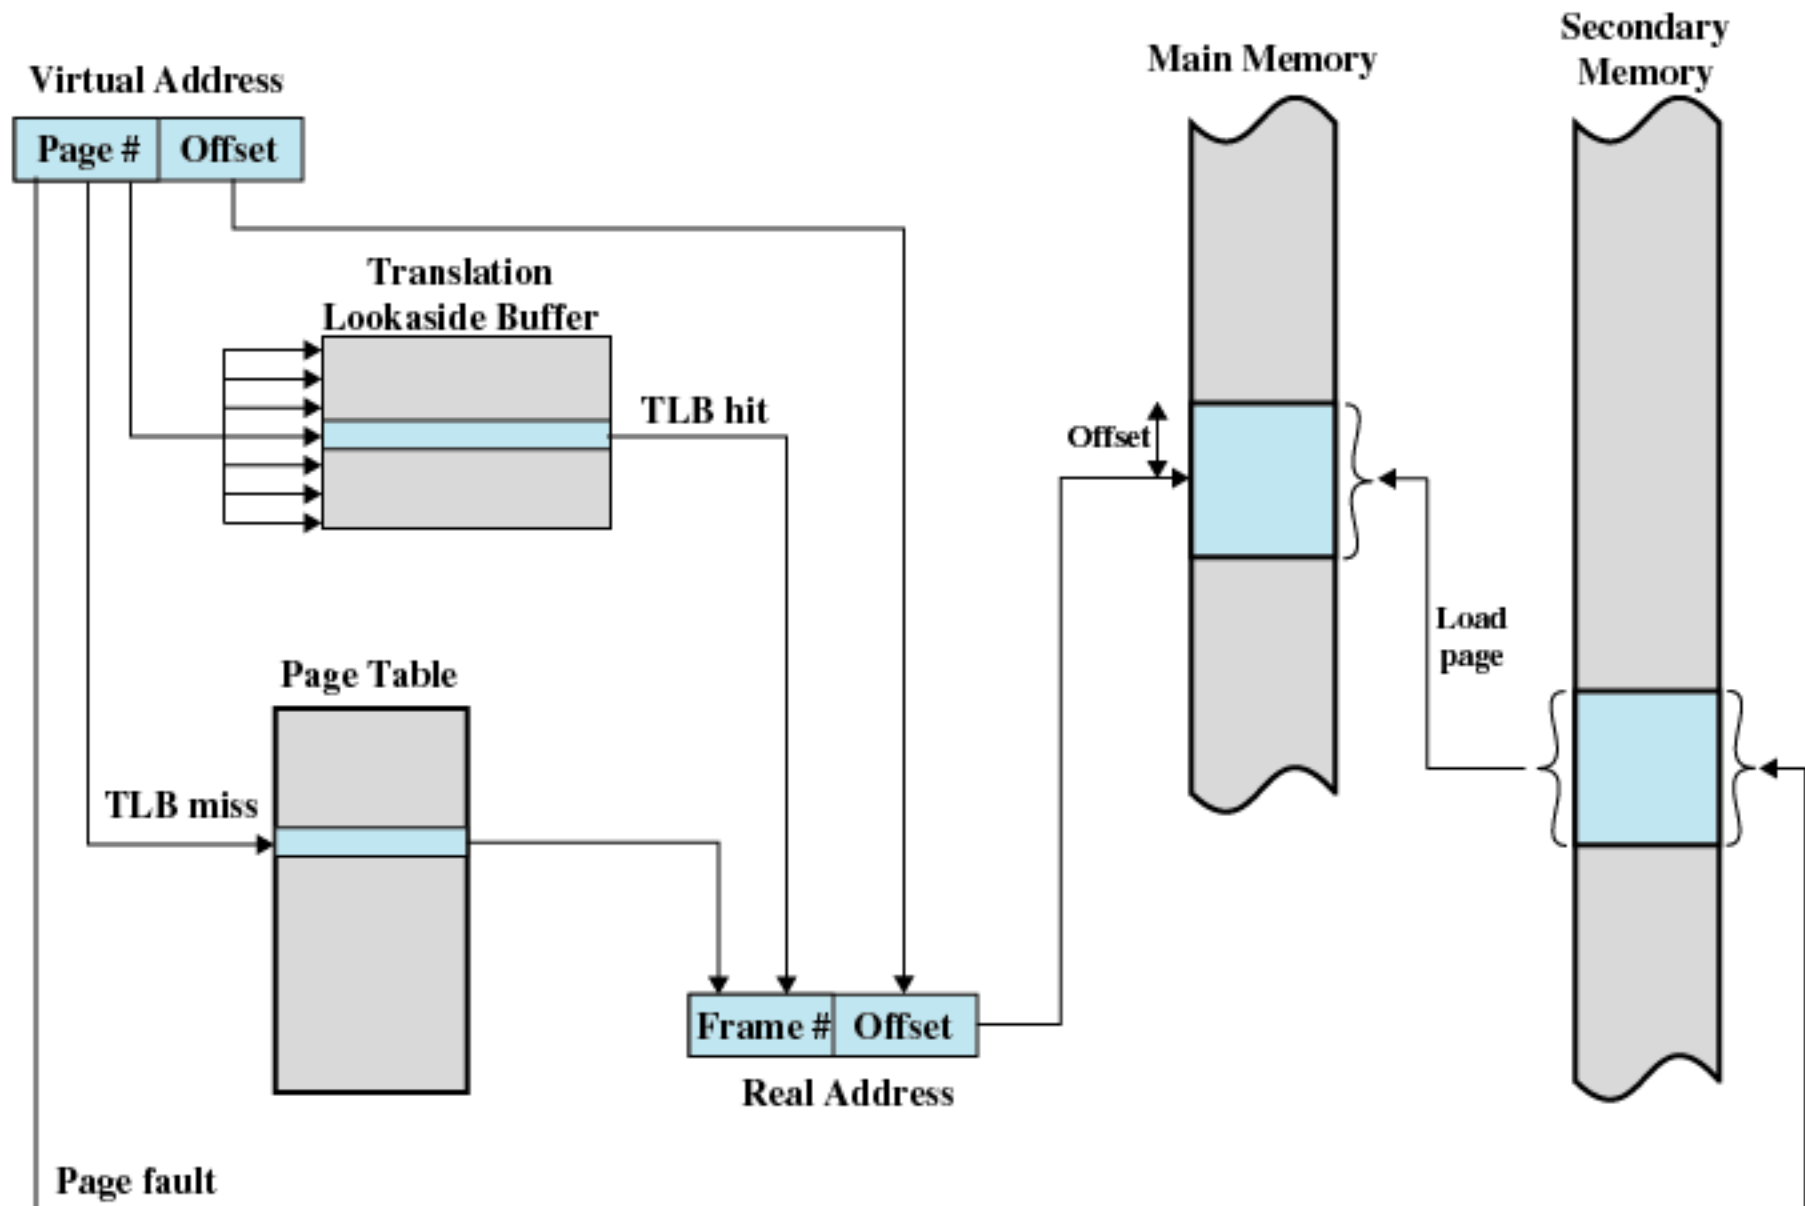 Virtual Address
Page #
Offset
Translation
Lookaside Buffer
TLB hit
Page Table
TLB miss
Frame #
Offset
Real Address
Page fault
Main Memory
Offset
Load
page
Secondary
Memory